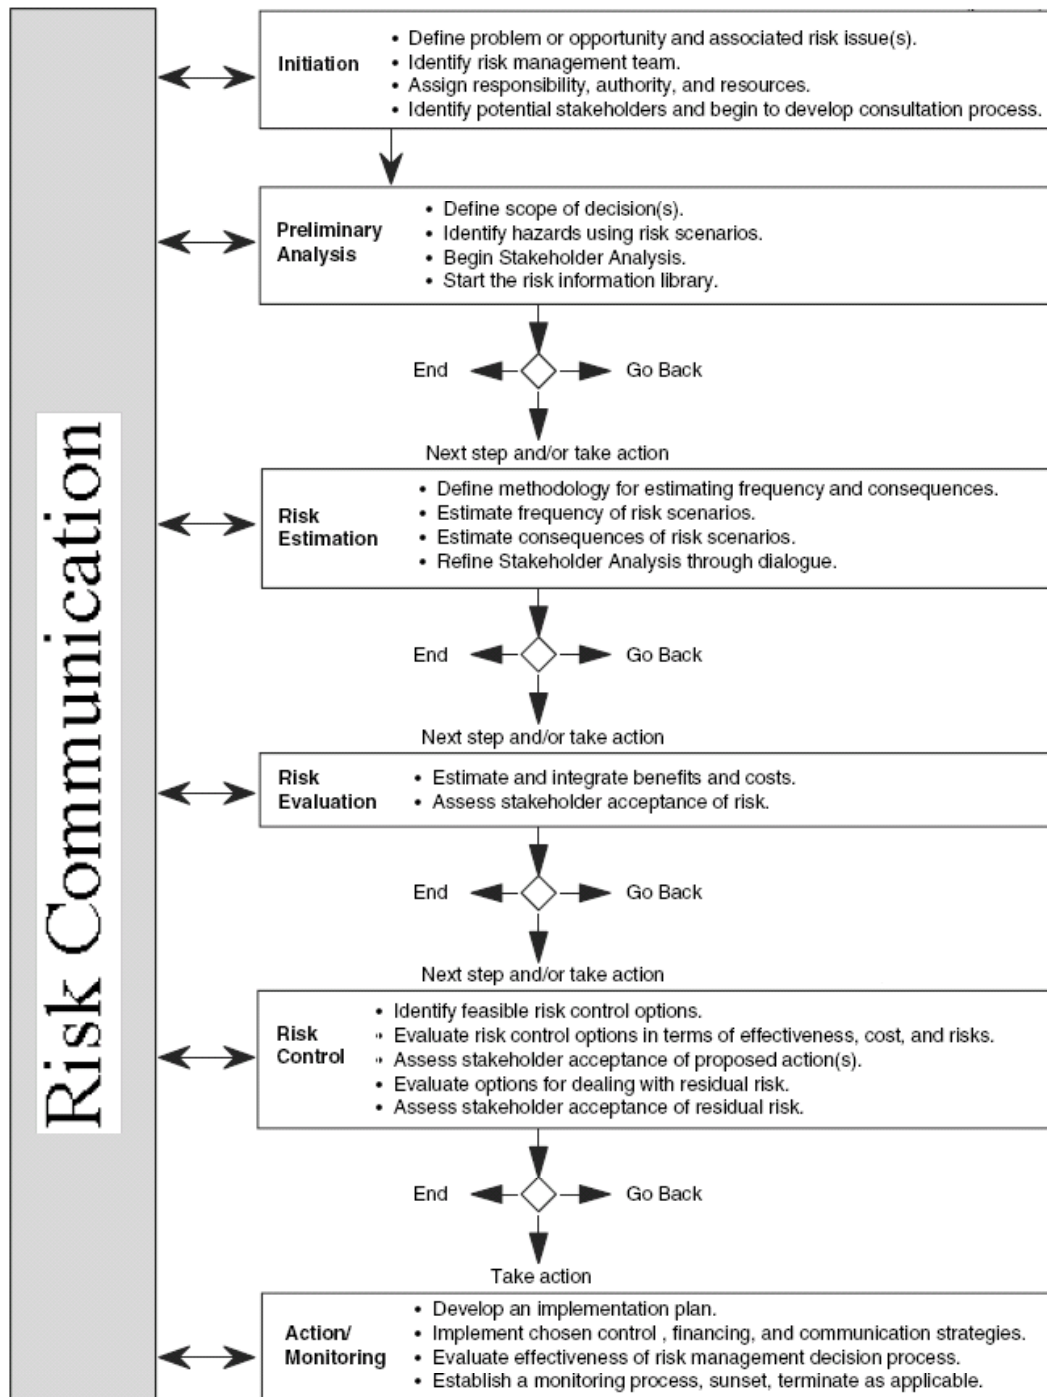 Risk Communication
Initiation
• Define problem or opportunity and associated risk issue(s).
• Identify risk management team.
• Assign responsibility, authority, and resources.
• Identify potential stakeholders and begin to develop consultation process.
Preliminary
Analysis
• Define scope of decision(s).
• Identify hazards using risk scenarios.
• Begin Stakeholder Analysis.
• Start the risk information library.
End
Go Back
Next step and/or take action
Risk
Estimation
• Define methodology for estimating frequency and consequences.
• Estimate frequency of risk scenarios.
• Estimate consequences of risk scenarios.
• Refine Stakeholder Analysis through dialogue.
End
Go Back
Next step and/or take action
Risk
Evaluation
• Estimate and integrate benefits and costs.
• Assess stakeholder acceptance of risk.
End
Go Back
Next step and/or take action
Risk
Control
• Identify feasible risk control options.
• Evaluate risk control options in terms of effectiveness, cost, and risks.
• Assess stakeholder acceptance of proposed action(s).
• Evaluate options for dealing with residual risk.
• Assess stakeholder acceptance of residual risk.
End
Go Back
Take action
Action/
Monitoring
• Develop an implementation plan.
• Implement chosen control , financing, and communication strategies.
• Evaluate effectiveness of risk management decision process.
• Establish a monitoring process, sunset, terminate as applicable.